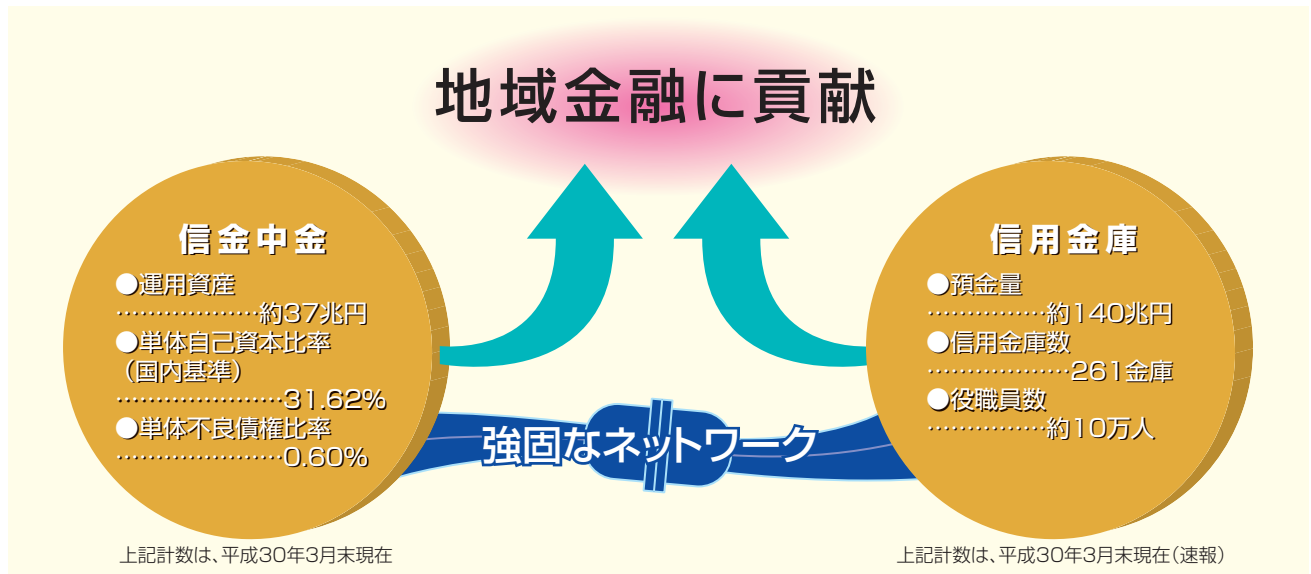 地域金融に貢献
信金中金
●運用資産
………………約37兆円
●単体自己資本比率
（国内基準）
…………………31.62%
●単体不良債権比率
…………………0.60%
上記計数は、平成30年3月末現在
強固なネットワーク
信用金庫
●預金量
……………約140兆円
●信用金庫数
………………261金庫
●役職員数
……………約10万人
上記計数は、平成30年3月末現在（速報）